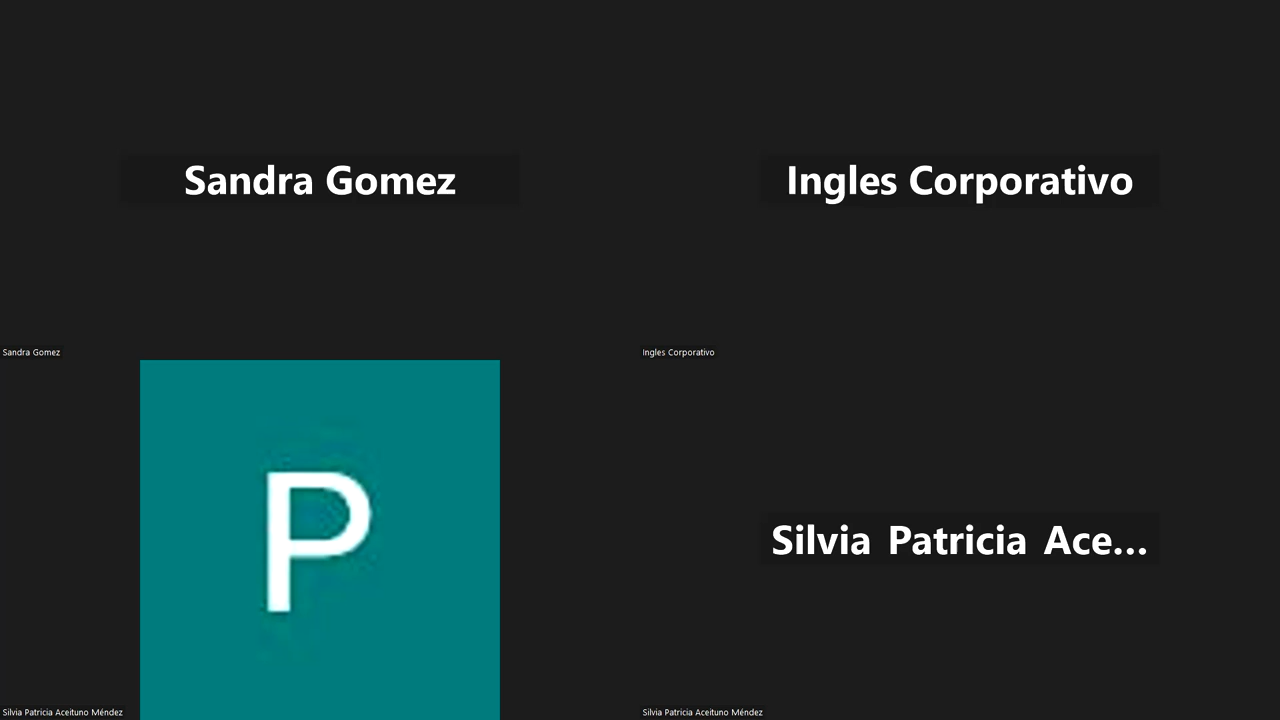 Sandra Gomez
Ingles Corporativo
Sandra Gomez
Ingles Corporativo
P
Silvia Patricia Ace...
Silvia Patricia Aceituno Méndez
Silvia Patricia Aceituno Méndez